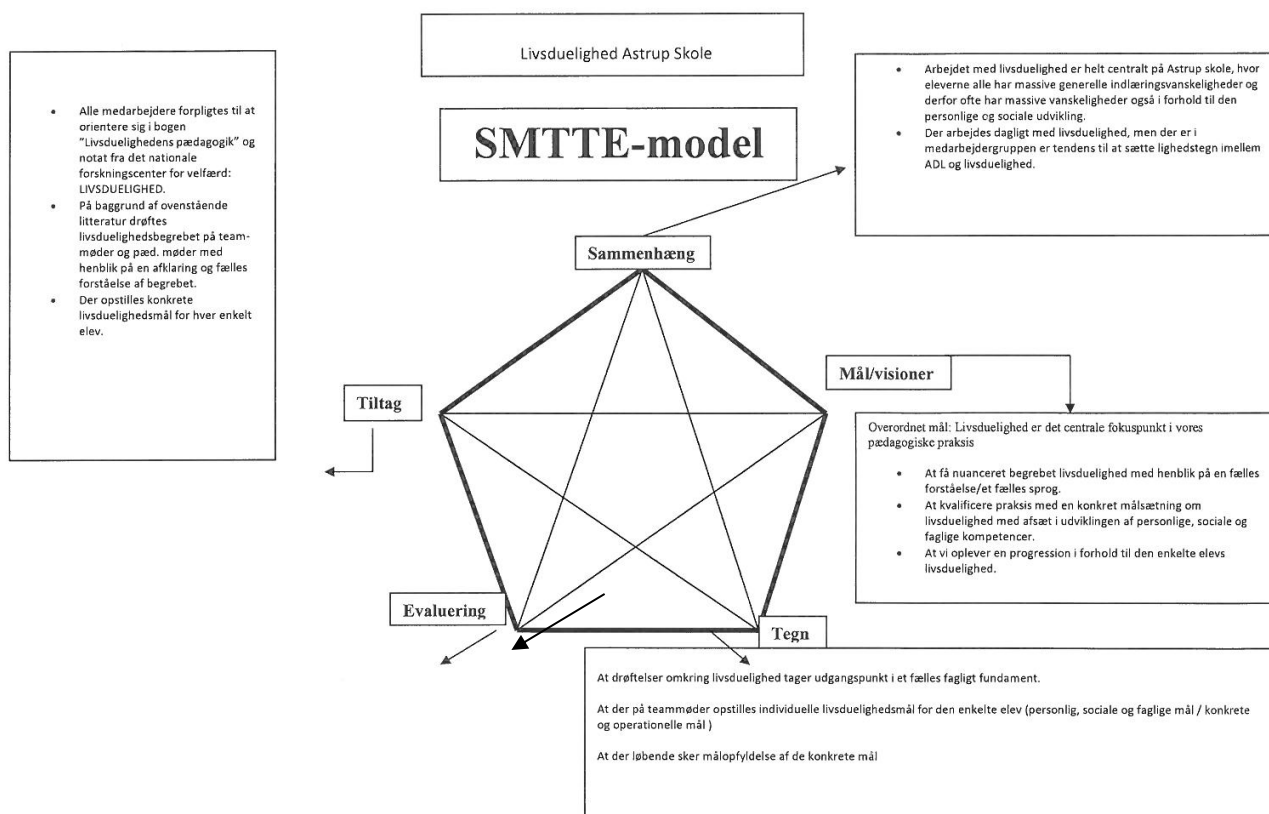 Livsduelighed Astrup Skole
SMTTE-model
• Alle medarbejdere forpligtes til at
orientere sig i bogen
"Livsduelighedens pædagogik" og
notat fra det nationale
forskningscenter for velfærd:
LIVSDUELIGHED.
• På baggrund af ovenstående
litteratur drøftes
livsduelighedsbegrebet på team-
møder og pæd. møder med
henblik på en afklaring og fælles
forståelse af begrebet.
• Der opstilles konkrete
livsduelighedsmål for hver enkelt
elev.
• Arbejdet med livsduelighed er helt centralt på Astrup skole, hvor
eleverne alle har massive generelle indlæringsvanskeligheder og
derfor ofte har massive vanskeligheder også i forhold til den
personlige og sociale udvikling.
• Der arbejdes dagligt med livsduelighed, men der er i
medarbejdergruppen er tendens til at sætte lighedstegn imellem
ADL og livsduelighed.
Sammenhæng
Mål/visioner
Tiltag
Overordnet mål: Livsduelighed er det centrale fokuspunkt i vores
pædagogiske praksis
• At få nuanceret begrebet livsduelighed med henblik på en fælles
forståelse/et fælles sprog.
• At kvalificere praksis med en konkret målsætning om
livsduelighed med afsæt i udviklingen af personlige, sociale og
faglige kompetencer.
• At vi oplever en progression i forhold til den enkelte elevs
livsduelighed.
Evaluering
Tegn
At drøftelser omkring livsduelighed tager udgangspunkt i et fælles fagligt fundament.
At der på teammøder opstilles individuelle livsduelighedsmål for den enkelte elev (personlig, sociale og faglige mål / konkrete
og operationelle mål )
At der løbende sker målopfyldelse af de konkrete mål